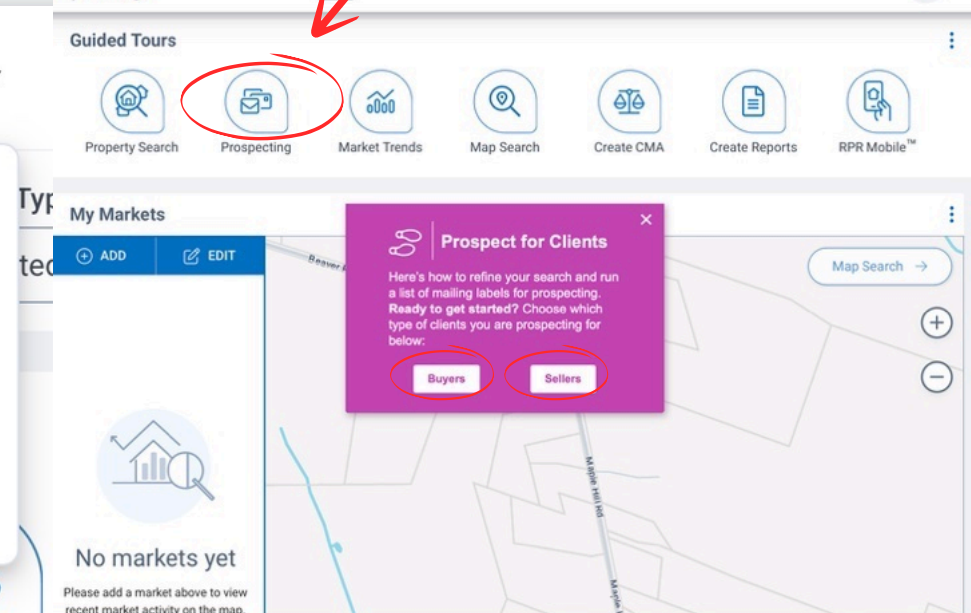 Guided Tours
Property Search
Prospecting
Market Trends
Map Search
Create CMA
Create Reports
RPR Mobile™
Typ
tec
My Markets
ADD
EDIT
Prospect for Clients
Here's how to refine your search and run
a list of mailing labels for prospecting.
Ready to get started? Choose which
type of clients you are prospecting for
below:
Buyers
Sellers
Beaver
Map Search
Maple Hill Rd
Maple
No markets yet
Please add a market above to view
recent market activity on the map.